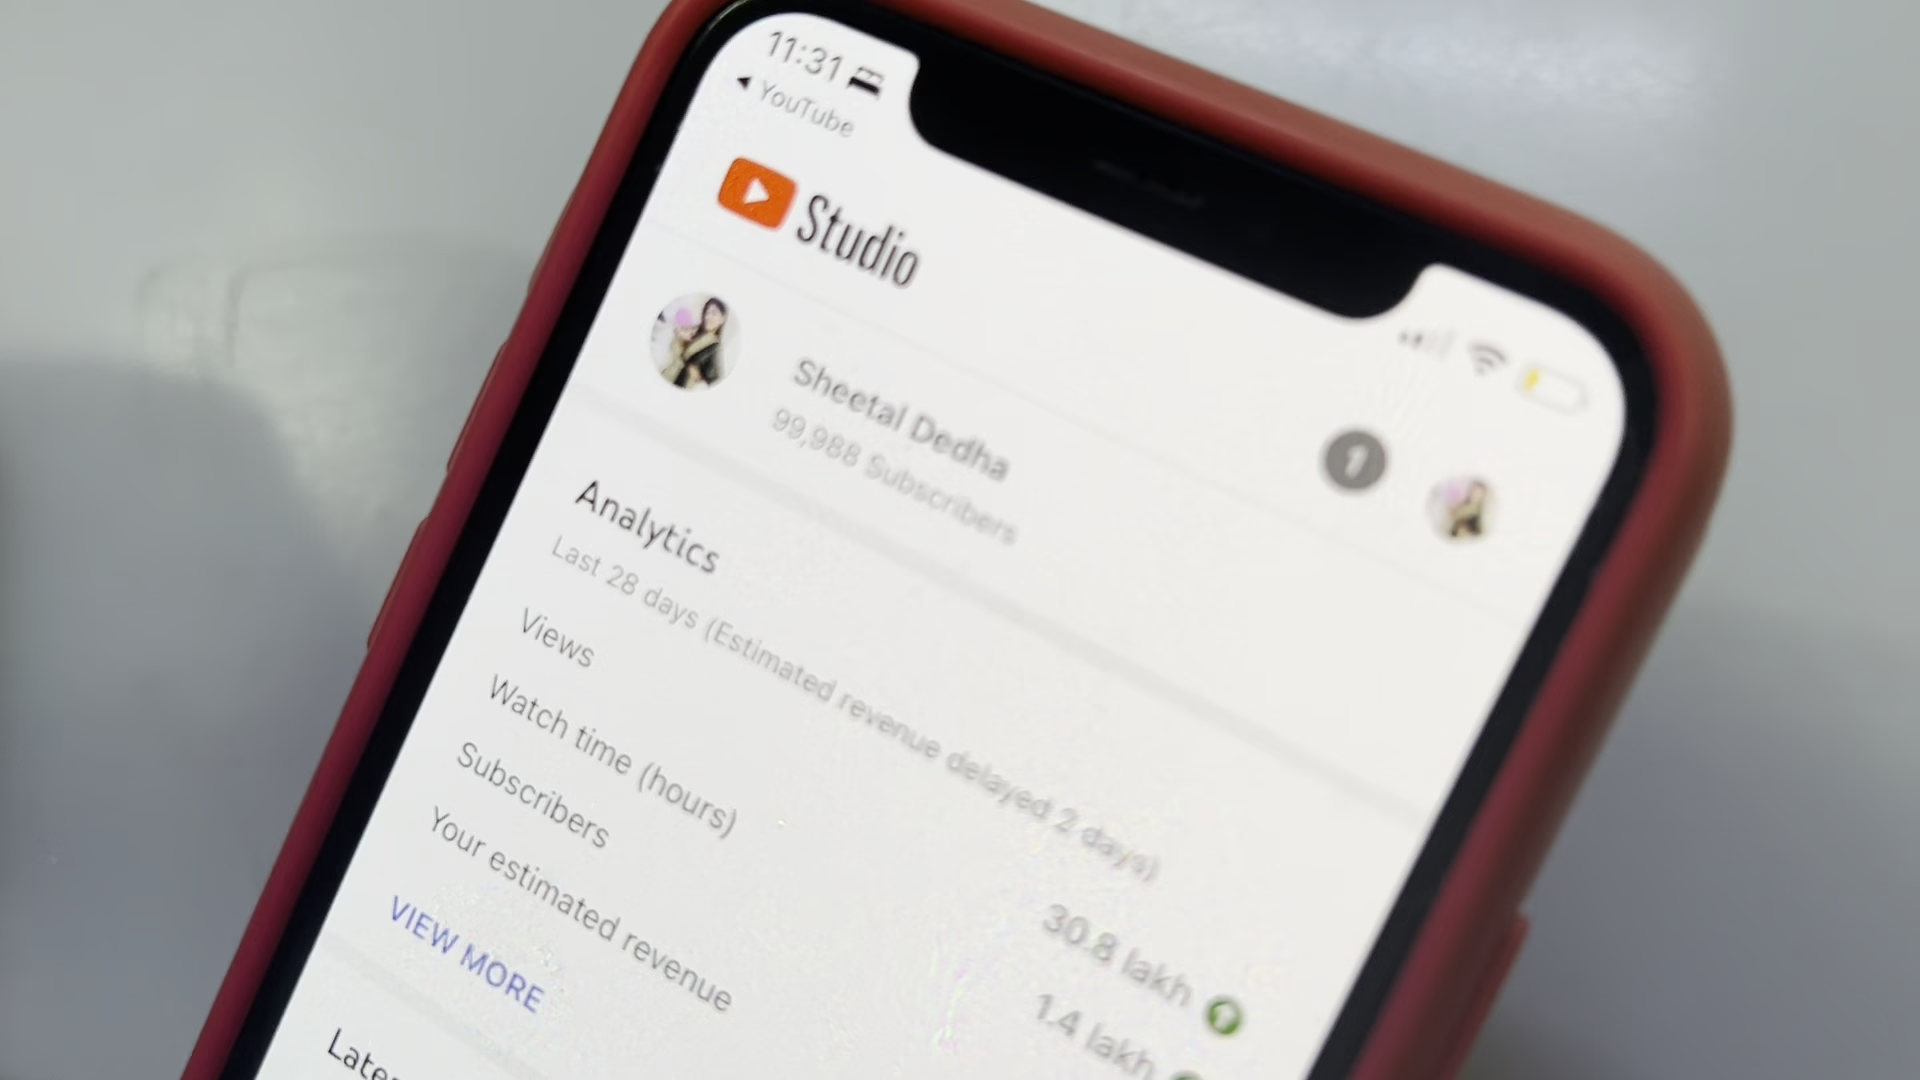 11:31
◀ YouTube
Studio
Sheetal Dedha
99,988 Subscribers
1
Analytics
Last 28 days (Estimated revenue delayed 2 days)
Views 30.8 lakh
Watch time (hours) 1.4 lakh
Subscribers
Your estimated revenue
VIEW MORE
Late